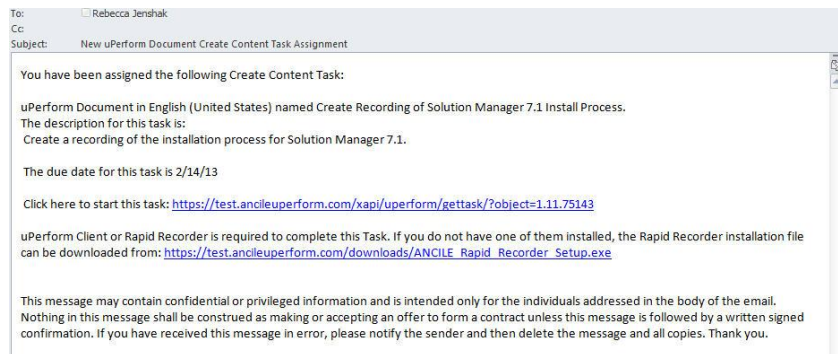 To: Rebecca Jenshak
Cc:
Subject: New uPerform Document Create Content Task Assignment
You have been assigned the following Create Content Task:
uPerform Document in English (United States) named Create Recording of Solution Manager 7.1 Install Process.
The description for this task is:
Create a recording of the installation process for Solution Manager 7.1.
The due date for this task is 2/14/13
Click here to start this task: https://test.ancileuperform.com/xapi/uperform/gettask/?object=1.11.75143
uPerform Client or Rapid Recorder is required to complete this Task. If you do not have one of them installed, the Rapid Recorder installation file
can be downloaded from: https://test.ancileuperform.com/downloads/ANCILE_Rapid_Recorder_Setup.exe
This message may contain confidential or privileged information and is intended only for the individuals addressed in the body of the email.
Nothing in this message shall be construed as making or accepting an offer to form a contract unless this message is followed by a written signed
confirmation. If you have received this message in error, please notify the sender and then delete the message and all copies. Thank you.